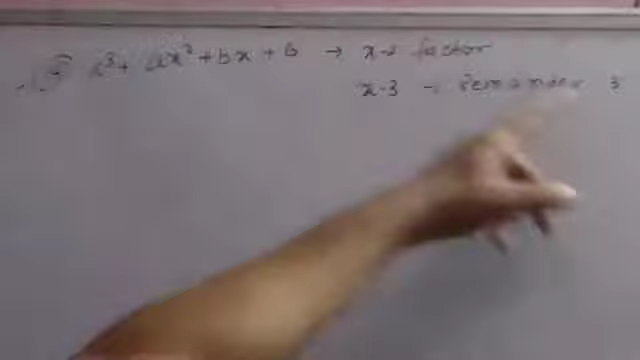 x³ + ax² + bx + 6 → x-2 factor
x-3 → remainder 3